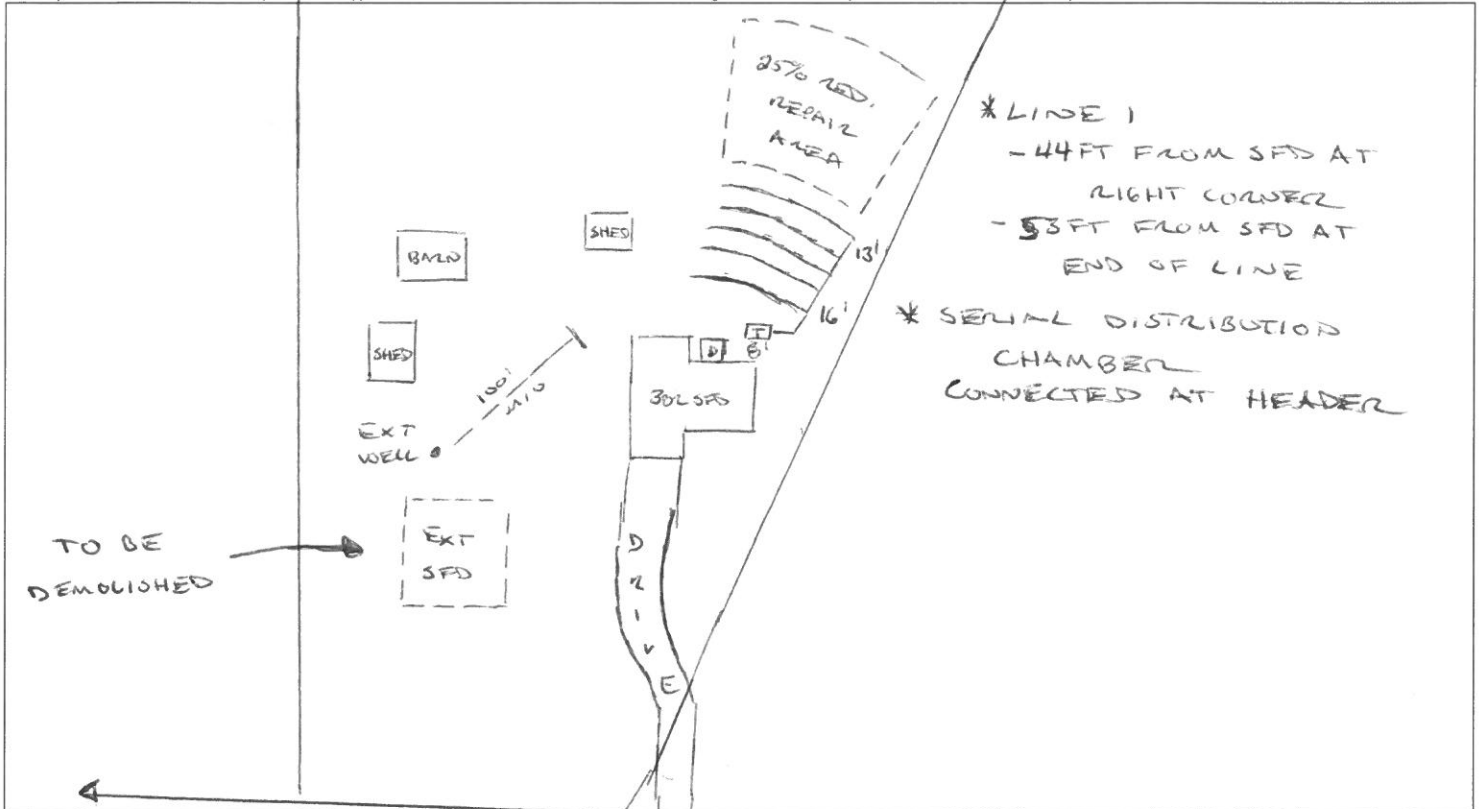 25% RED.
REPAIR
AREA
* LINE 1
- 44FT FROM SFD AT
RIGHT CORNER
- 53FT FROM SFD AT
END OF LINE
* SERIAL DISTRIBUTION
CHAMBER
CONNECTED AT HEADER
SHED
BARN
13'
16'
SHED
T
D
8'
100'
MIN
3BR SFD
EXT
WELL
TO BE
DEMOLISHED
EXT
SFD
D
R
I
V
E